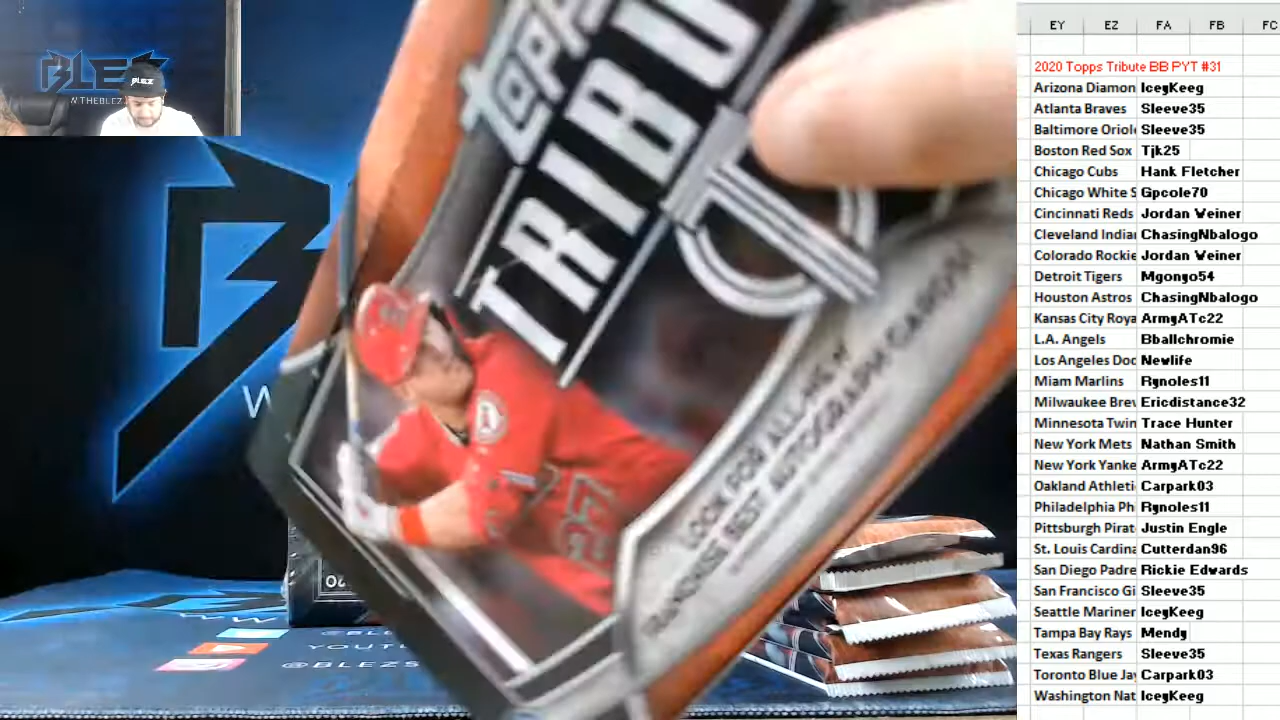 BLEZ
BLEZ
topps
TRIBU
LOOK FOR ALL-NEW
FRANCHISE BEST AUTOGRAPH CARDS!
27
W
YOUT
@BLEZS
EY EZ FA FB FC
2020 Topps Tribute BB PYT #31
Arizona Diamon IceyKeeg
Atlanta Braves Sleeve35
Baltimore Oriole Sleeve35
Boston Red Sox Tjk25
Chicago Cubs Hank Fletcher
Chicago White S Gpcole70
Cincinnati Reds Jordan Weiner
Cleveland Indian ChasingNbalogo
Colorado Rockie Jordan Weiner
Detroit Tigers Mgonyo54
Houston Astros ChasingNbalogo
Kansas City Roya ArmyATc22
L.A. Angels Bballchromie
Los Angeles Doc Newlife
Miam Marlins Rynoles11
Milwaukee Brev Ericdistance32
Minnesota Twin Trace Hunter
New York Mets Nathan Smith
New York Yanke ArmyATc22
Oakland Athleti Carpark03
Philadelphia Ph Rynoles11
Pittsburgh Pirat Justin Engle
St. Louis Cardina Cutterdan96
San Diego Padre Rickie Edwards
San Francisco Gi Sleeve35
Seattle Mariner IceyKeeg
Tampa Bay Rays Mendy
Texas Rangers Sleeve35
Toronto Blue Jay Carpark03
Washington Nat IceyKeeg